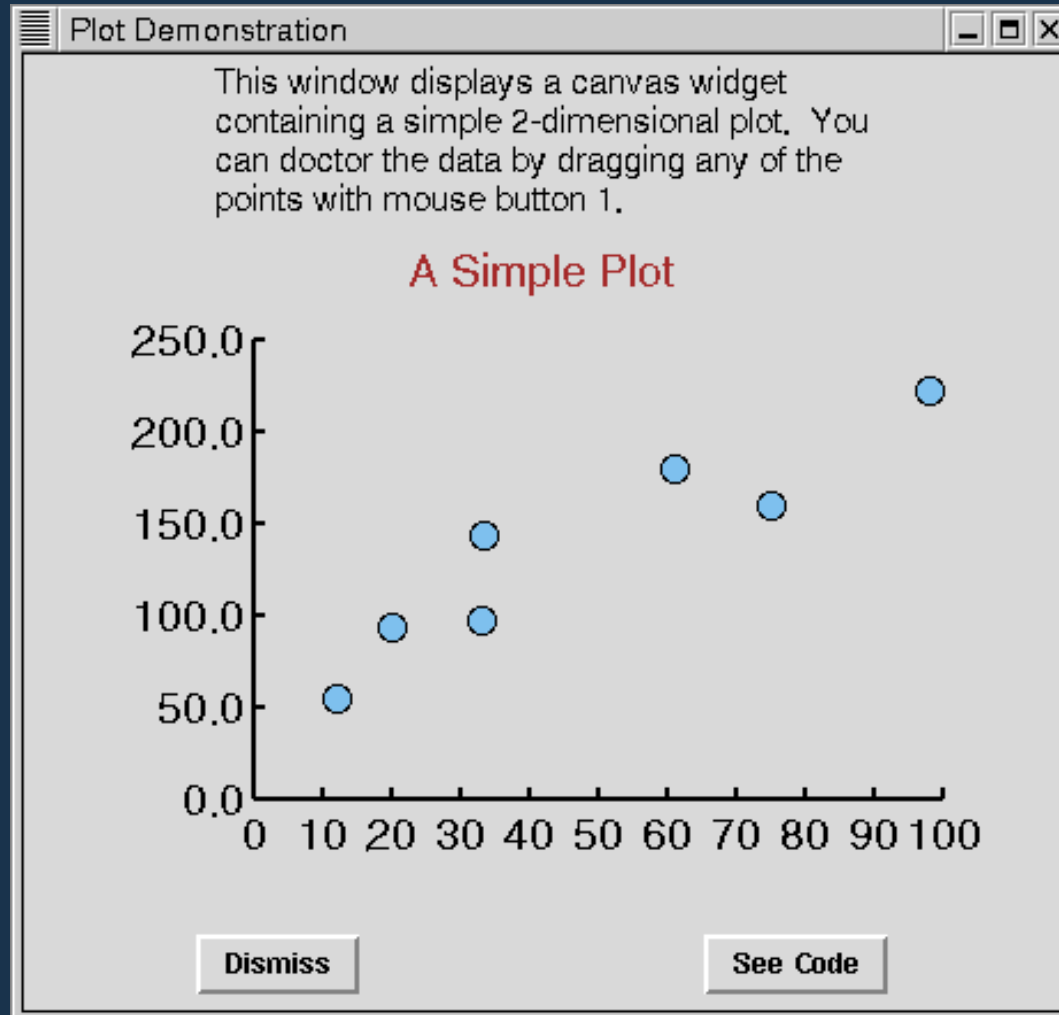 Plot Demonstration
This window displays a canvas widget
containing a simple 2-dimensional plot.  You
can doctor the data by dragging any of the
points with mouse button 1.
A Simple Plot
250.0
200.0
150.0
100.0
50.0
0.0
0 10 20 30 40 50 60 70 80 90 100
Dismiss See Code